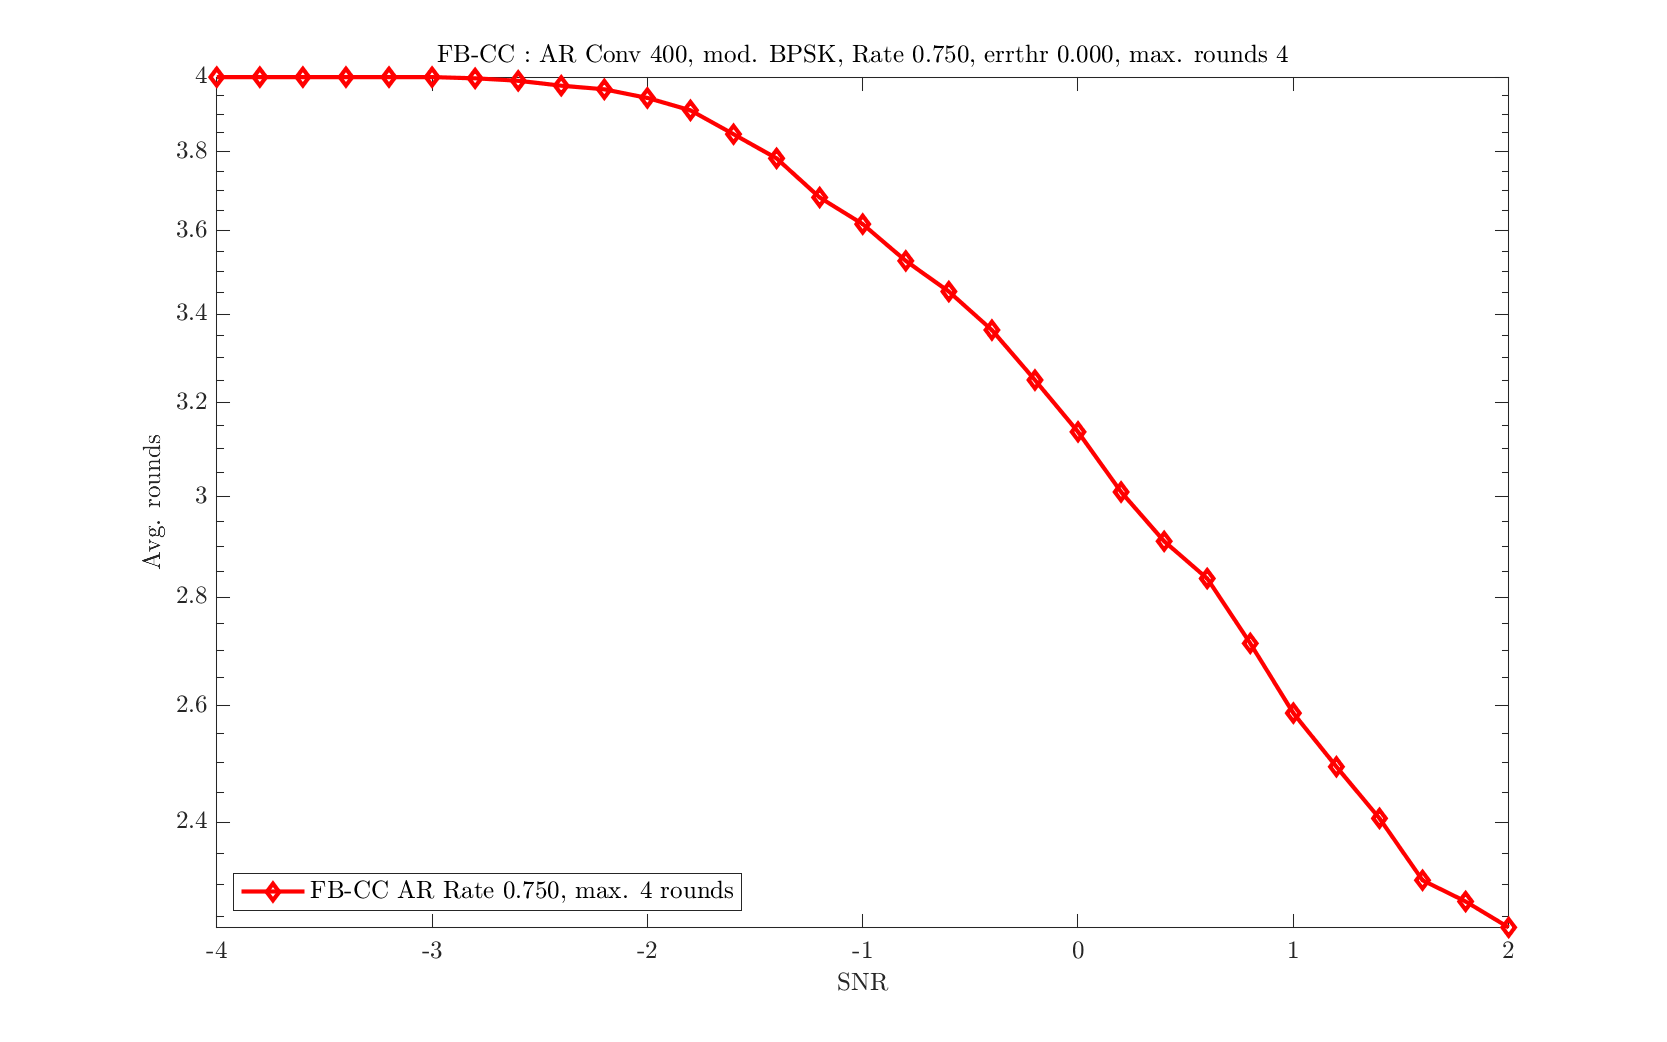 FB-CC : AR Conv 400, mod. BPSK, Rate 0.750, errthr 0.000, max. rounds 4
4
3.8
3.6
3.4
3.2
3
2.8
2.6
2.4
Avg. rounds
FB-CC AR Rate 0.750, max. 4 rounds
-4 -3 -2 -1 0 1 2
SNR